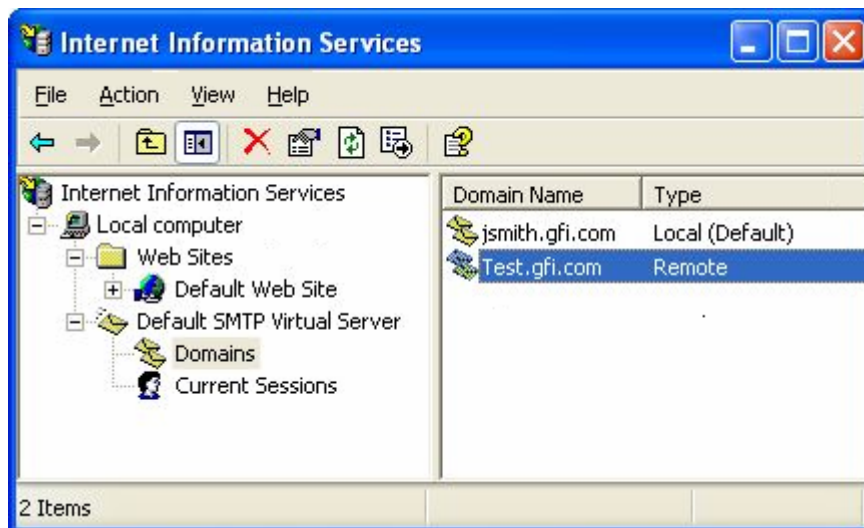 Internet Information Services
File Action View Help
Internet Information Services
Local computer
Web Sites
Default Web Site
Default SMTP Virtual Server
Domains
Current Sessions
Domain Name Type
jsmith.gfi.com Local (Default)
Test.gfi.com Remote
2 Items